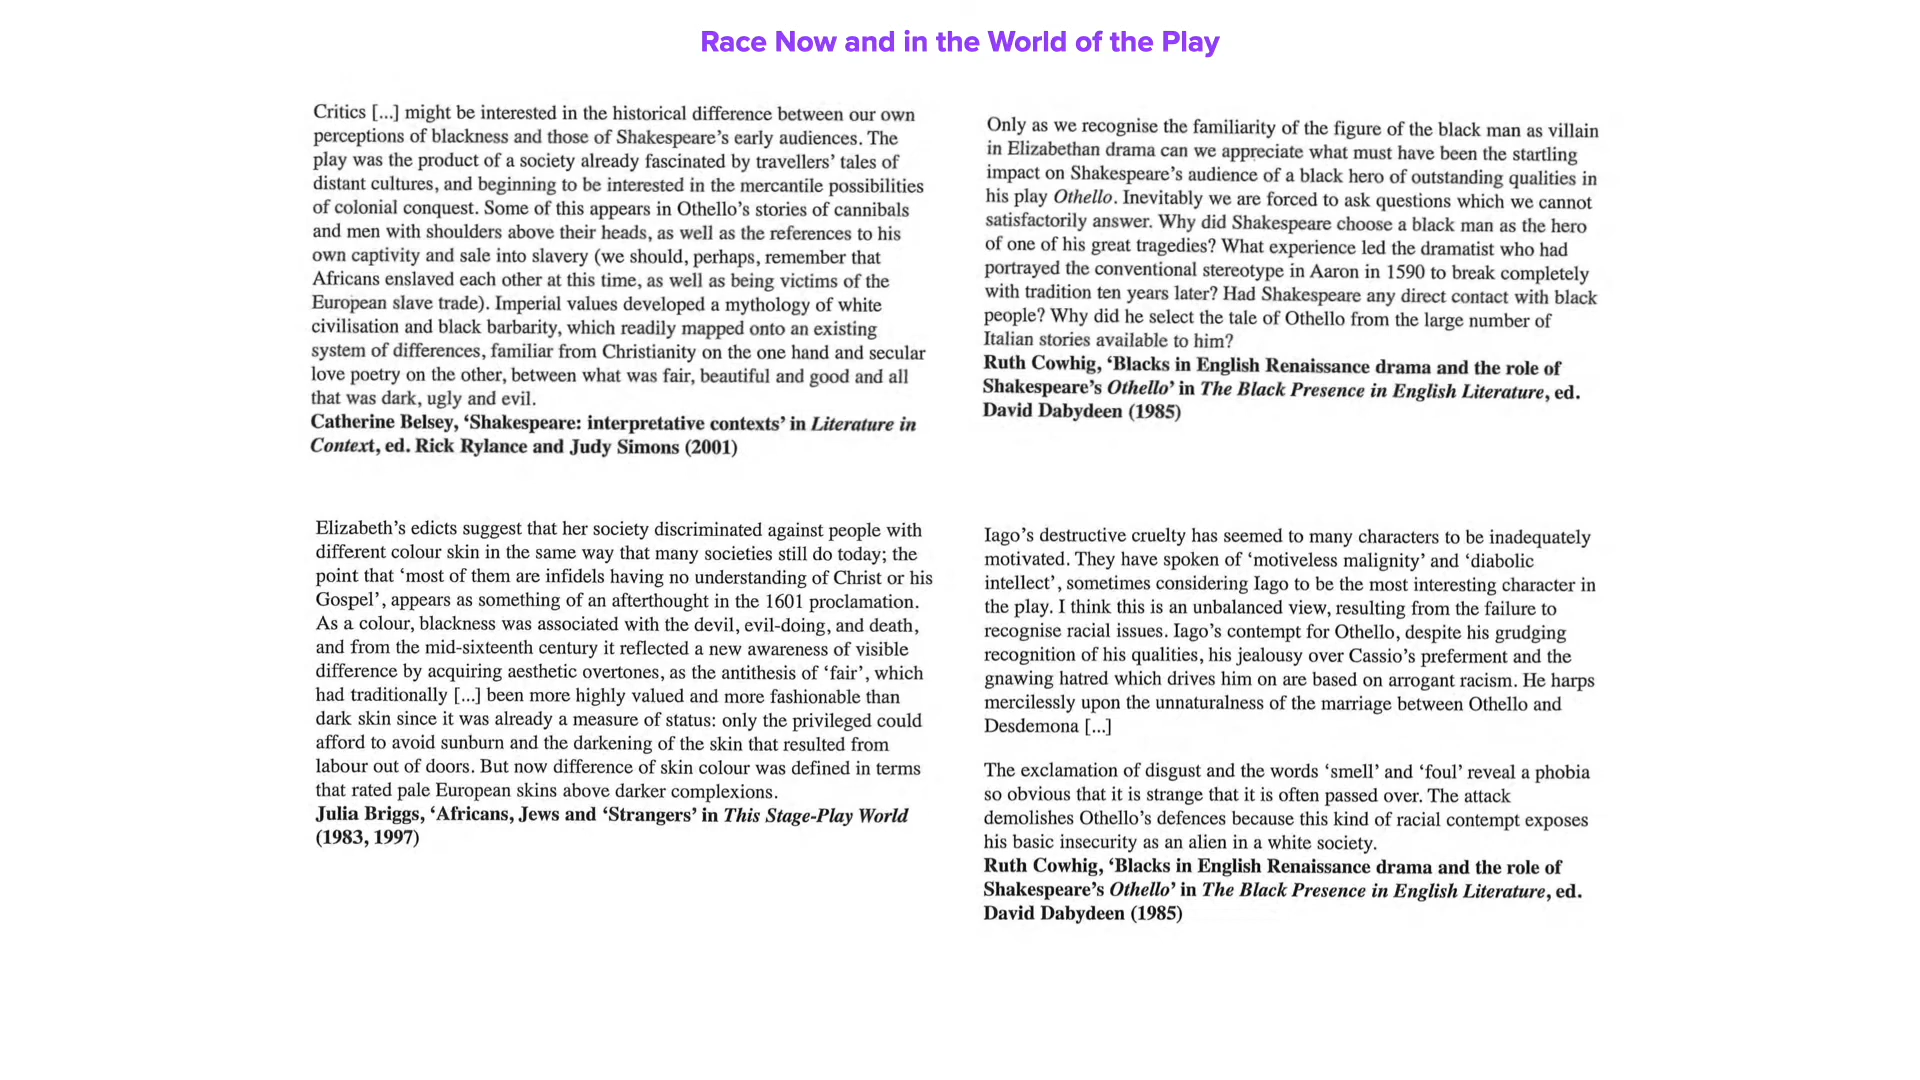 Race Now and in the World of the Play
Critics [...] might be interested in the historical difference between our own
perceptions of blackness and those of Shakespeare's early audiences. The
play was the product of a society already fascinated by travellers' tales of
distant cultures, and beginning to be interested in the mercantile possibilities
of colonial conquest. Some of this appears in Othello's stories of cannibals
and men with shoulders above their heads, as well as the references to his
own captivity and sale into slavery (we should, perhaps, remember that
Africans enslaved each other at this time, as well as being victims of the
European slave trade). Imperial values developed a mythology of white
civilisation and black barbarity, which readily mapped onto an existing
system of differences, familiar from Christianity on the one hand and secular
love poetry on the other, between what was fair, beautiful and good and all
that was dark, ugly and evil.
Catherine Belsey, 'Shakespeare: interpretative contexts' in Literature in
Context, ed. Rick Rylance and Judy Simons (2001)
Only as we recognise the familiarity of the figure of the black man as villain
in Elizabethan drama can we appreciate what must have been the startling
impact on Shakespeare's audience of a black hero of outstanding qualities in
his play Othello. Inevitably we are forced to ask questions which we cannot
satisfactorily answer. Why did Shakespeare choose a black man as the hero
of one of his great tragedies? What experience led the dramatist who had
portrayed the conventional stereotype in Aaron in 1590 to break completely
with tradition ten years later? Had Shakespeare any direct contact with black
people? Why did he select the tale of Othello from the large number of
Italian stories available to him?
Ruth Cowhig, 'Blacks in English Renaissance drama and the role of
Shakespeare's Othello' in The Black Presence in English Literature, ed.
David Dabydeen (1985)
Elizabeth's edicts suggest that her society discriminated against people with
different colour skin in the same way that many societies still do today; the
point that 'most of them are infidels having no understanding of Christ or his
Gospel', appears as something of an afterthought in the 1601 proclamation.
As a colour, blackness was associated with the devil, evil-doing, and death,
and from the mid-sixteenth century it reflected a new awareness of visible
difference by acquiring aesthetic overtones, as the antithesis of 'fair', which
had traditionally [...] been more highly valued and more fashionable than
dark skin since it was already a measure of status: only the privileged could
afford to avoid sunburn and the darkening of the skin that resulted from
labour out of doors. But now difference of skin colour was defined in terms
that rated pale European skins above darker complexions.
Julia Briggs, 'Africans, Jews and 'Strangers' in This Stage-Play World
(1983, 1997)
Iago's destructive cruelty has seemed to many characters to be inadequately
motivated. They have spoken of 'motiveless malignity' and 'diabolic
intellect', sometimes considering Iago to be the most interesting character in
the play. I think this is an unbalanced view, resulting from the failure to
recognise racial issues. Iago's contempt for Othello, despite his grudging
recognition of his qualities, his jealousy over Cassio's preferment and the
gnawing hatred which drives him on are based on arrogant racism. He harps
mercilessly upon the unnaturalness of the marriage between Othello and
Desdemona [...]
The exclamation of disgust and the words 'smell' and 'foul' reveal a phobia
so obvious that it is strange that it is often passed over. The attack
demolishes Othello's defences because this kind of racial contempt exposes
his basic insecurity as an alien in a white society.
Ruth Cowhig, 'Blacks in English Renaissance drama and the role of
Shakespeare's Othello' in The Black Presence in English Literature, ed.
David Dabydeen (1985)